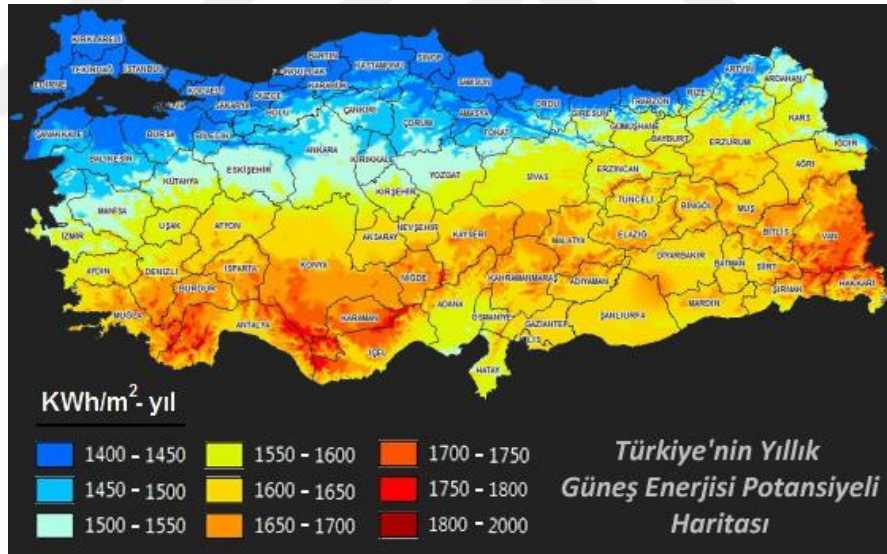 KIRKLARELİ
TEKİRDAĞ
İSTANBUL
EDİRNE
KOCAELİ
SAKARYA
DÜZCE
BOLU
BARTIN
KARABÜK
KASTAMONU
SİNOP
SAMSUN
ÇANKIRI
ÇORUM
AMASYA
TOKAT
ORDU
GİRESUN
TRABZON
RİZE
ARTVİN
ARDAHAN
KARS
IĞDIR
GÜMÜŞHANE
BAYBURT
ERZURUM
AĞRI
ÇANAKKALE
BALIKESİR
BURSA
BİLECİK
KÜTAHYA
ESKİŞEHİR
ANKARA
KIRIKKALE
KIRŞEHİR
YOZGAT
SİVAS
ERZİNCAN
TUNCELİ
BİNGÖL
MUŞ
BİTLİS
VAN
MANİSA
İZMİR
UŞAK
AFYON
AKSARAY
NEVŞEHİR
KAYSERİ
MALATYA
ELAZIĞ
DİYARBAKIR
BATMAN
SİİRT
HAKKARİ
ŞIRNAK
AYDIN
DENİZLİ
ISPARTA
BURDUR
KONYA
NİĞDE
KAHRAMANMARAŞ
ADIYAMAN
MARDİN
ŞANLIURFA
MUĞLA
ANTALYA
KARAMAN
İÇEL
ADANA
OSMANİYE
GAZİANTEP
HATAY
KWh/m²- yıl
1400 - 1450
1550 - 1600
1700 - 1750
1450 - 1500
1600 - 1650
1750 - 1800
1500 - 1550
1650 - 1700
1800 - 2000
Türkiye'nin Yıllık
Güneş Enerjisi Potansiyeli
Haritası